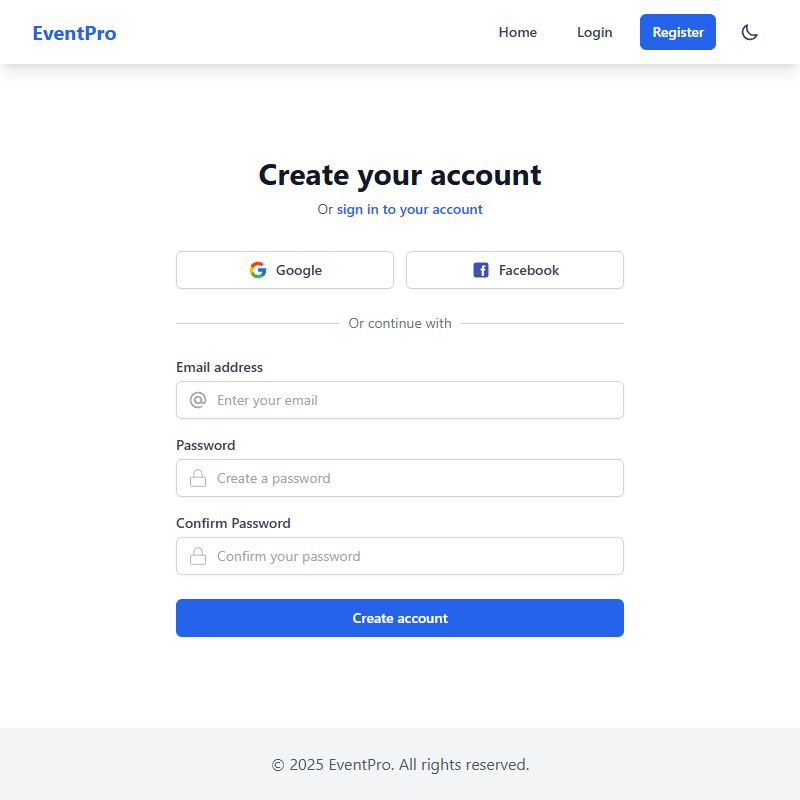 EventPro
Home Login Register
Create your account
Or sign in to your account
Google Facebook
Or continue with
Email address
Enter your email
Password
Create a password
Confirm Password
Confirm your password
Create account
© 2025 EventPro. All rights reserved.